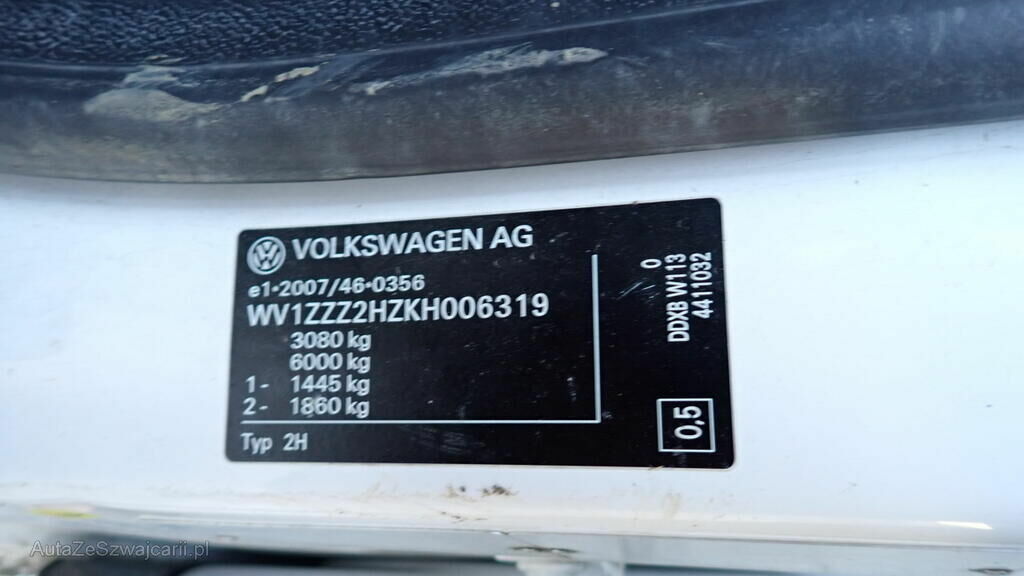 VOLKSWAGEN AG
e1•2007/46•0356
WV1ZZZ2HZKH006319
3080 kg
6000 kg
1- 1445 kg
2- 1860 kg
Typ 2H
0
DDXB W113
4411032
0,5
AutaZeSzwajcarii.pl